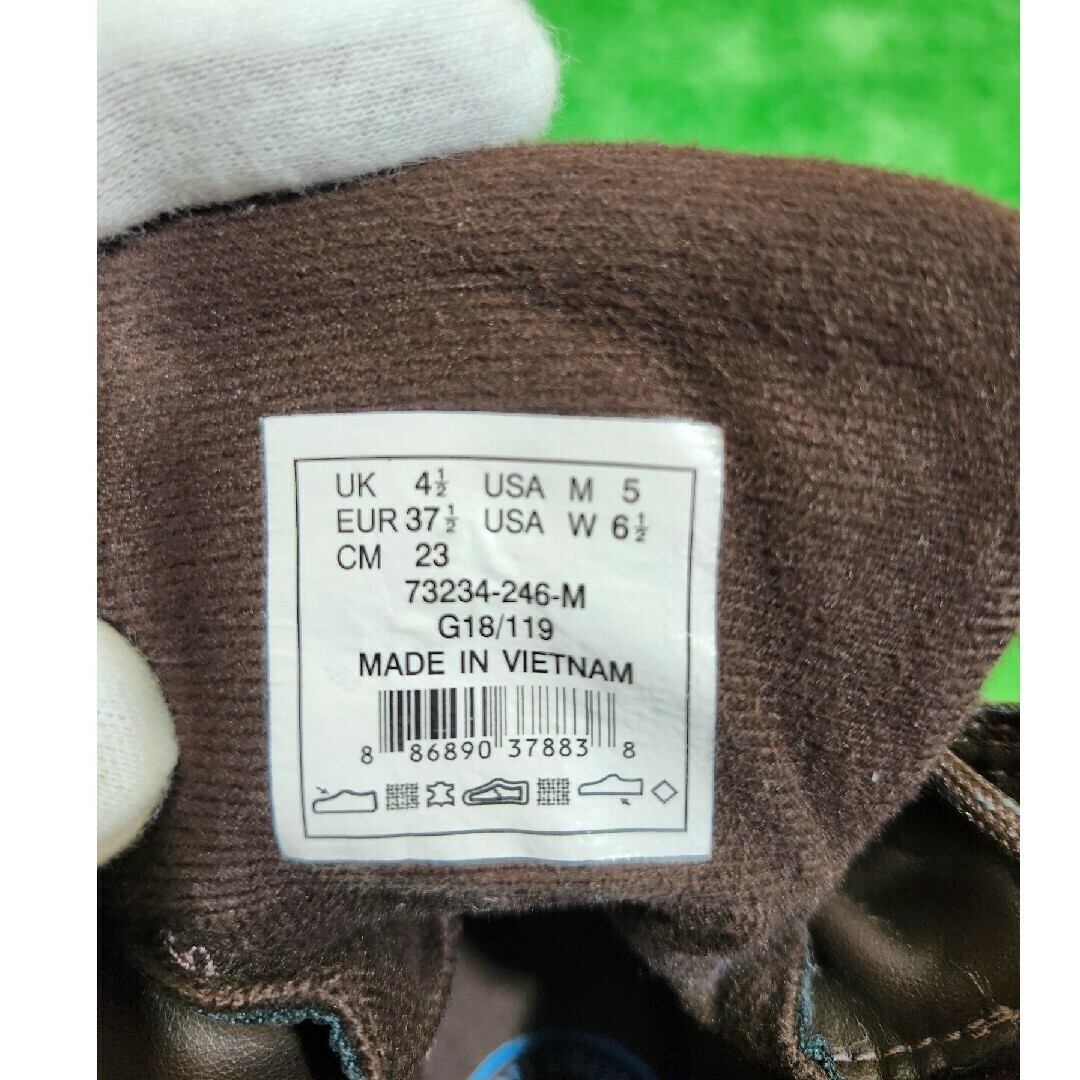 UK 4½ USA M 5
EUR 37½ USA W 6½
CM 23
73234-246-M
G18/119
MADE IN VIETNAM
8 86890 37883 8